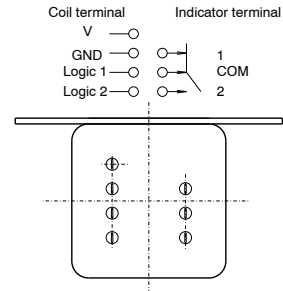 Coil terminal Indicator terminal
V
GND 1
Logic 1 COM
Logic 2 2